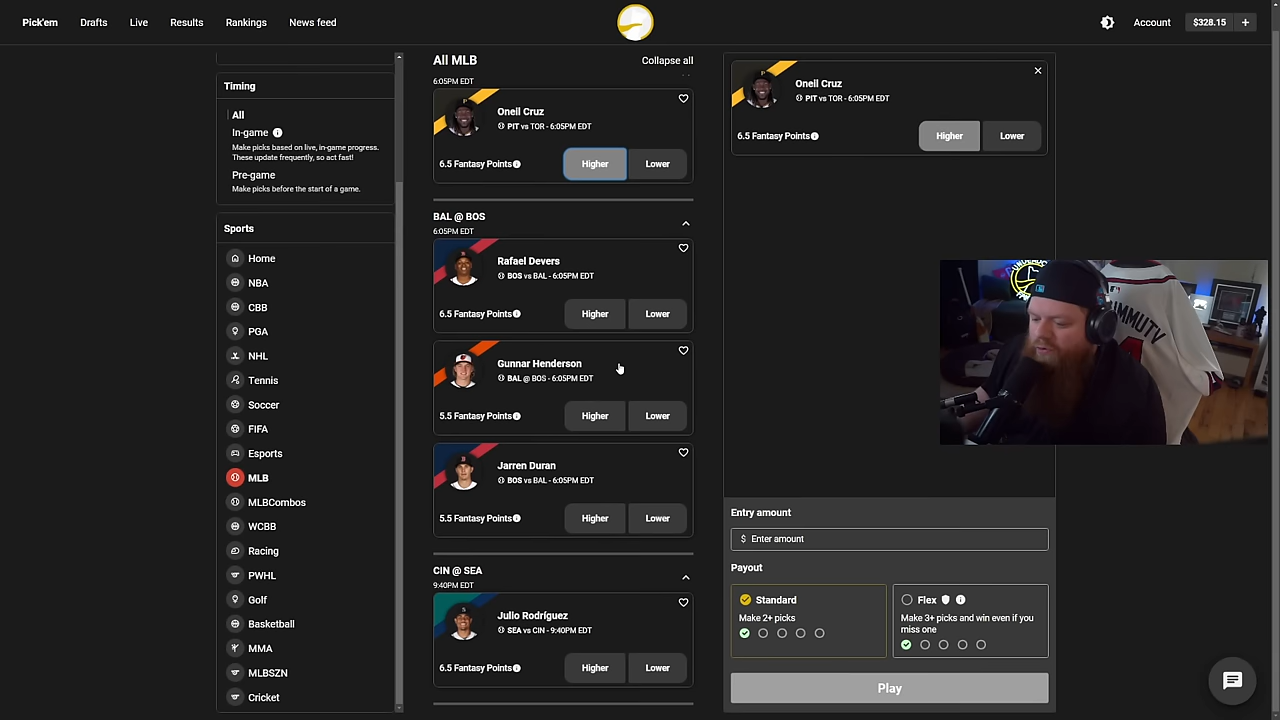 Pick'em
Drafts
Live
Results
Rankings
News feed
Account
$328.15
+
Timing
All
In-game
Make picks based on live, in-game progress.
These update frequently, so act fast!
Pre-game
Make picks before the start of a game.
Sports
Home
NBA
CBB
PGA
NHL
Tennis
Soccer
FIFA
Esports
MLB
MLBCombos
WCBB
Racing
PWHL
Golf
Basketball
MMA
MLBSZN
Cricket
All MLB
Collapse all
6:05PM EDT
Oneil Cruz
PIT vs TOR - 6:05PM EDT
6.5 Fantasy Points
Higher
Lower
BAL @ BOS
6:05PM EDT
Rafael Devers
BOS vs BAL - 6:05PM EDT
6.5 Fantasy Points
Higher
Lower
Gunnar Henderson
BAL @ BOS - 6:05PM EDT
5.5 Fantasy Points
Higher
Lower
Jarren Duran
BOS vs BAL - 6:05PM EDT
5.5 Fantasy Points
Higher
Lower
CIN @ SEA
9:40PM EDT
Julio Rodríguez
SEA vs CIN - 9:40PM EDT
6.5 Fantasy Points
Higher
Lower
Oneil Cruz
PIT vs TOR - 6:05PM EDT
6.5 Fantasy Points
Higher
Lower
Entry amount
$ Enter amount
Payout
Standard
Make 2+ picks
Flex
Make 3+ picks and win even if you
miss one
Play